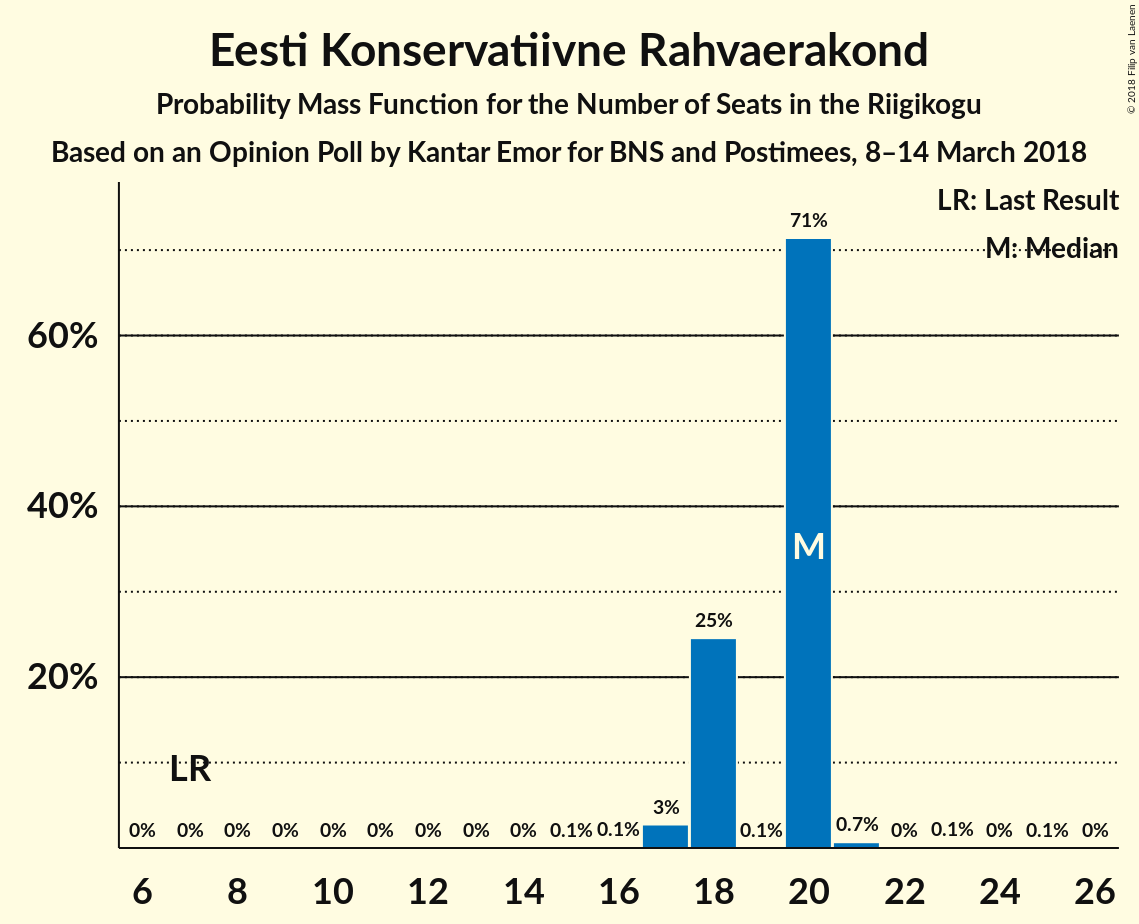 Eesti Konservatiivne Rahvaerakond
Probability Mass Function for the Number of Seats in the Riigikogu
Based on an Opinion Poll by Kantar Emor for BNS and Postimees, 8–14 March 2018
© 2018 Filip van Laenen
LR: Last Result
M: Median
71%
60%
40%
M
25%
20%
LR
0% 0% 0% 0% 0% 0% 0% 0% 0% 0.1% 0.1% 3% 0.1% 0.7% 0% 0.1% 0% 0.1% 0%
6 8 10 12 14 16 18 20 22 24 26